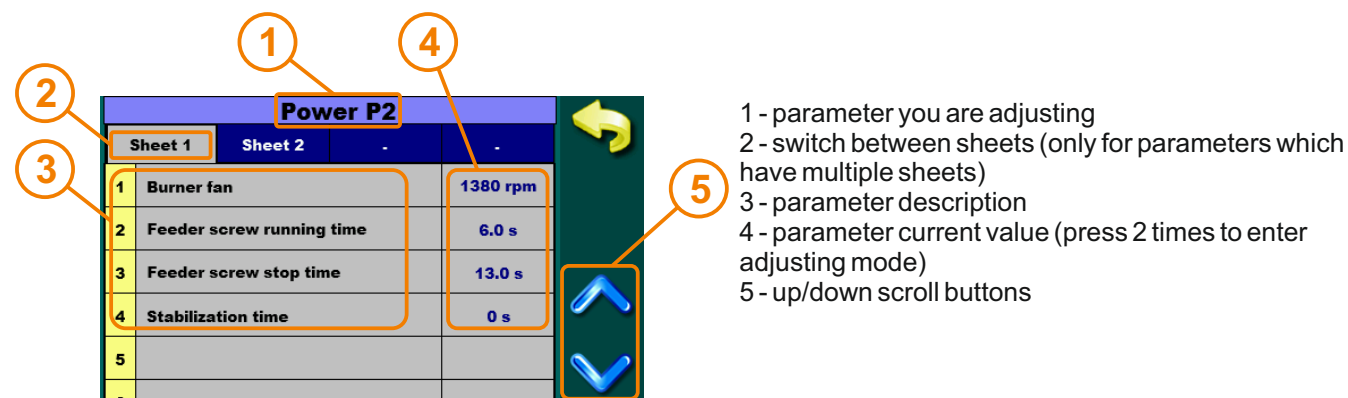 1
4
2
Power P2
Sheet 1 Sheet 2 - -
3
5
1 Burner fan 1380 rpm
2 Feeder screw running time 6.0 s
3 Feeder screw stop time 13.0 s
4 Stabilization time 0 s
5
1 - parameter you are adjusting
2 - switch between sheets (only for parameters which
have multiple sheets)
3 - parameter description
4 - parameter current value (press 2 times to enter
adjusting mode)
5 - up/down scroll buttons